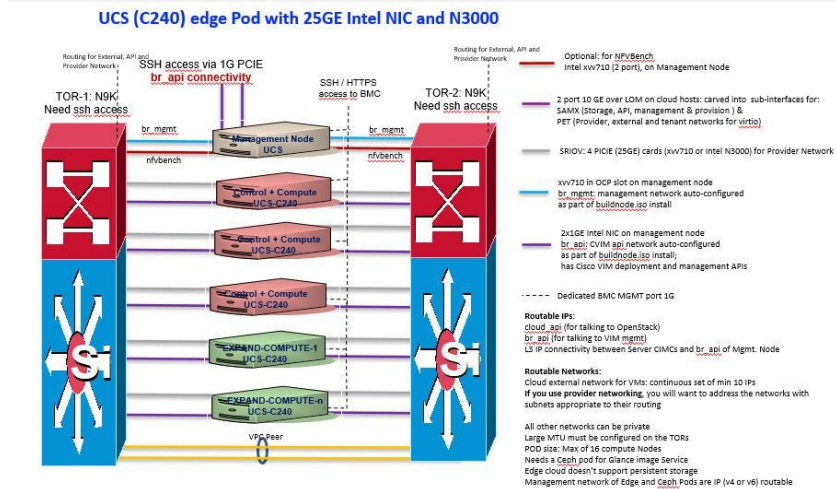 UCS (C240) edge Pod with 25GE Intel NIC and N3000
Routing for External, API and
Provider Network
SSH access via 1G PCIE
br_api connectivity
SSH / HTTPS
access to BMC
Routing for External, API and
Provider Network
TOR-1: N9K
Need ssh access
TOR-2: N9K
Need ssh access
br_mgmt
Management Node
UCS
br_mgmt
nfvbench
nfvbench
Control + Compute
UCS-C240
Control + Compute
UCS-C240
Control + Compute
UCS-C240
EXPAND-COMPUTE-1
UCS-C240
EXPAND-COMPUTE-n
UCS-C240
Si
Si
VPC Peer
Optional: for NFVBench
Intel xvv710 (2 port), on Management Node
2 port 10 GE over LOM on cloud hosts: carved into sub-interfaces for:
SAMX (Storage, API, management & provision ) &
PET (Provider, external and tenant networks for virtio)
SRIOV: 4 PICIE (25GE) cards (xvv710 or Intel N3000) for Provider Network
xvv710 in OCP slot on management node
br_mgmt: management network auto-configured
as part of buildnode.iso install
2x1GE Intel NIC on management node
br_api: CVIM api network auto-configured
as part of buildnode.iso install;
has Cisco VIM deployment and management APIs
Dedicated BMC MGMT port 1G
Routable IPs:
cloud_api (for talking to OpenStack)
br_api (for talking to VIM mgmt)
L3 IP connectivity between Server CIMCs and br_api of Mgmt. Node
Routable Networks:
Cloud external network for VMs: continuous set of min 10 IPs
If you use provider networking, you will want to address the networks with
subnets appropriate to their routing
All other networks can be private
Large MTU must be configured on the TORs
POD size: Max of 16 compute Nodes
Needs a Ceph pod for Glance image Service
Edge cloud doesn't support persistent storage
Management network of Edge and Ceph Pods are IP (v4 or v6) routable